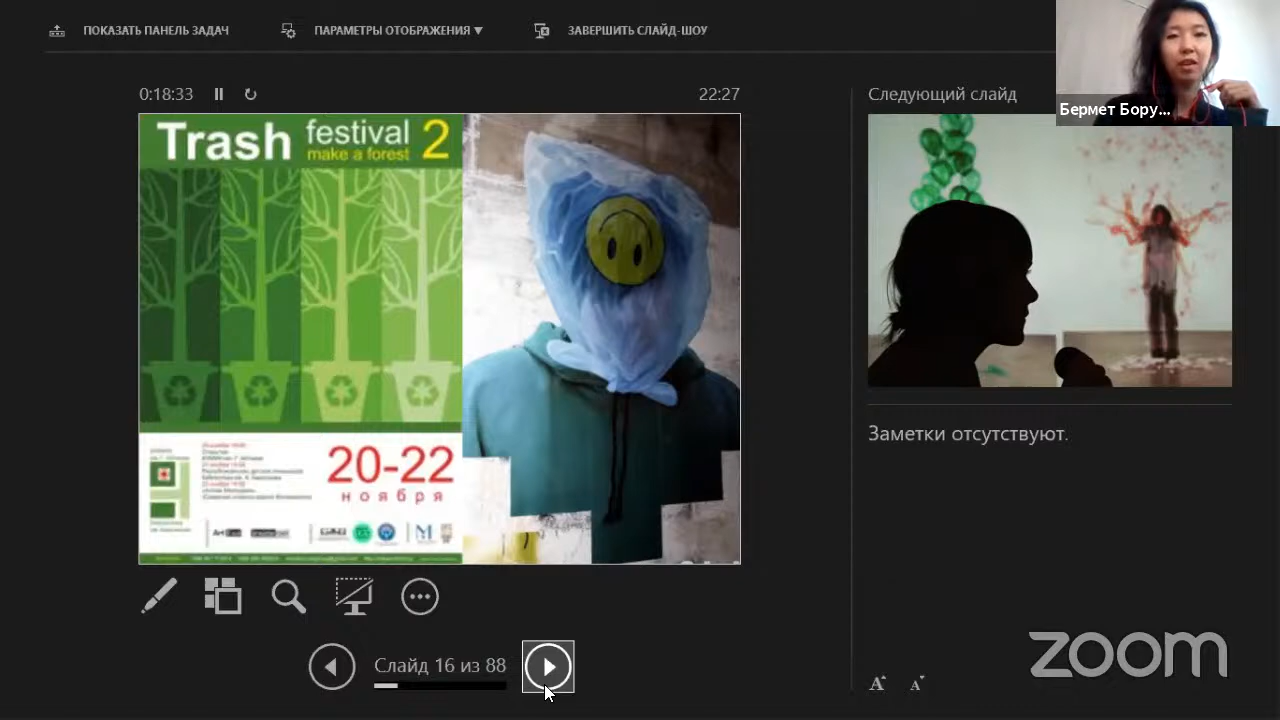 ПОКАЗАТЬ ПАНЕЛЬ ЗАДАЧ
ПАРАМЕТРЫ ОТОБРАЖЕНИЯ
ЗАВЕРШИТЬ СЛАЙД-ШОУ
0:18:33
22:27
Следующий слайд
Бермет Бору...
Trash festival 2
make a forest
20-22
ноября
Заметки отсутствуют.
Слайд 16 из 88
A A
zoom